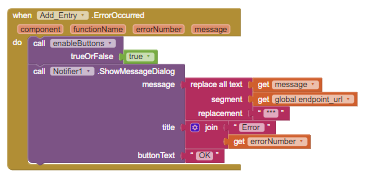 when Add_Entry .ErrorOccurred
component functionName errorNumber message
do call enableButtons
trueOrFalse true
call Notifier1 .ShowMessageDialog
message replace all text get message
segment get global endpoint_url
replacement " *** "
title join " Error "
get errorNumber
buttonText " OK "